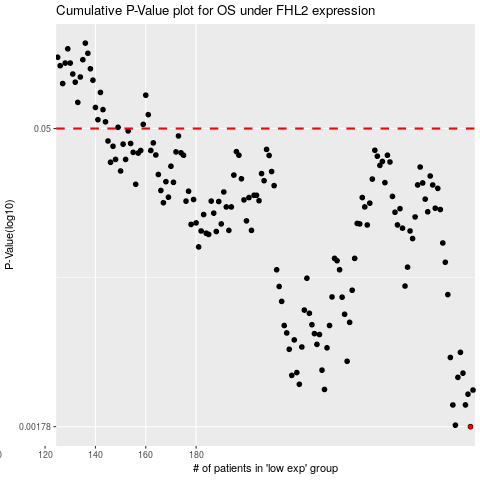 Cumulative P-Value plot for OS under FHL2 expression
P-Value(log10)
0.05
0.00178
0
120
140
160
180
# of patients in 'low exp' group